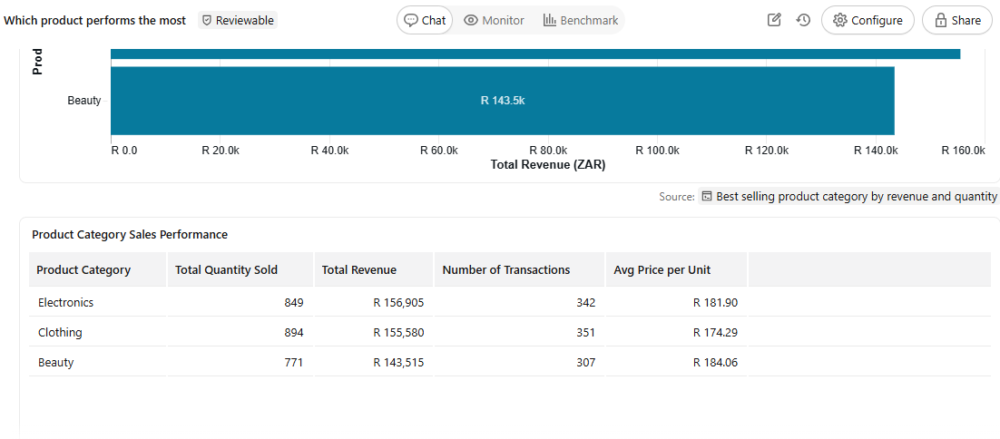 Which product performs the most Reviewable Chat Monitor Benchmark Configure Share
Prod
Beauty R 143.5k
R 0.0 R 20.0k R 40.0k R 60.0k R 80.0k R 100.0k R 120.0k R 140.0k R 160.0k
Total Revenue (ZAR)
Source: Best selling product category by revenue and quantity
Product Category Sales Performance
Product Category Total Quantity Sold Total Revenue Number of Transactions Avg Price per Unit
Electronics 849 R 156,905 342 R 181.90
Clothing 894 R 155,580 351 R 174.29
Beauty 771 R 143,515 307 R 184.06